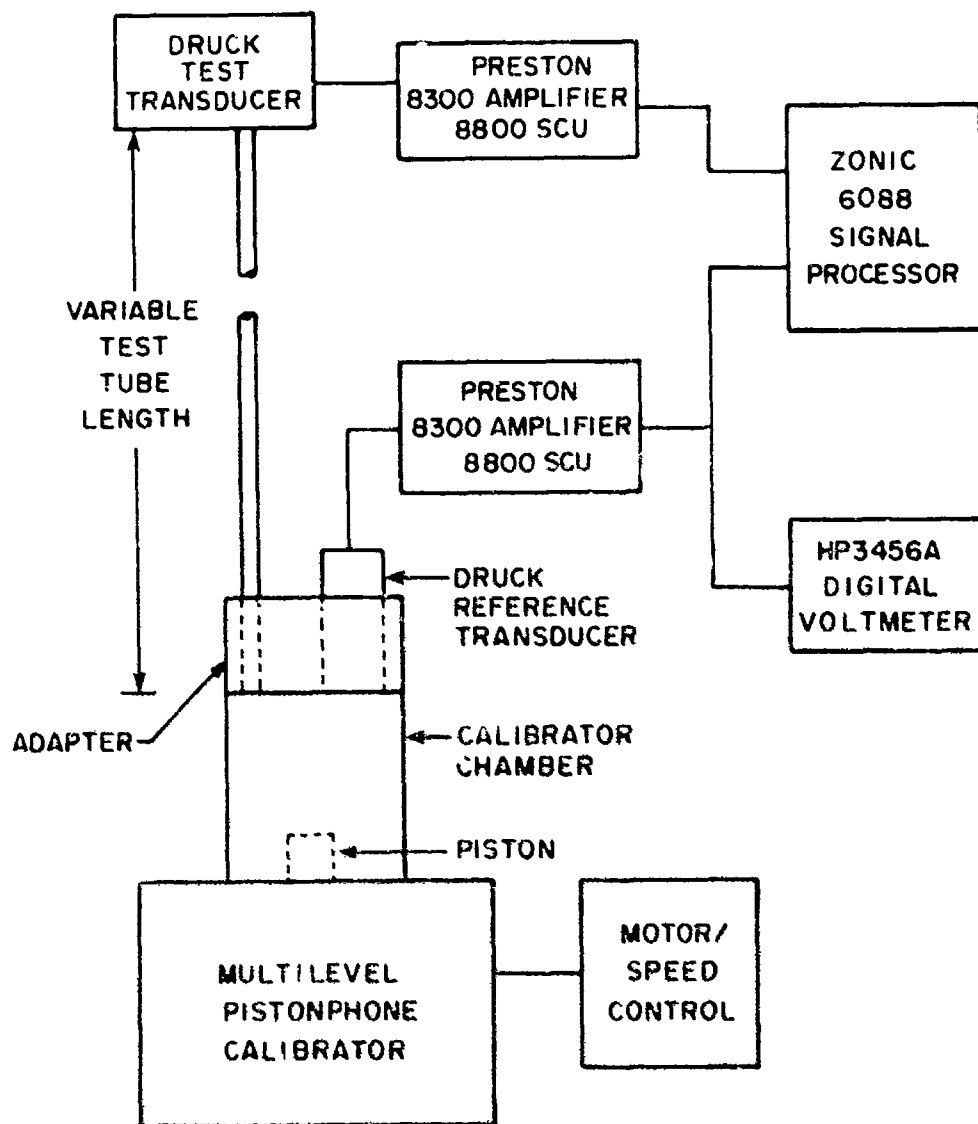 DRUCK
TEST
TRANSDUCER
PRESTON
8300 AMPLIFIER
8800 SCU
ZONIC
6088
SIGNAL
PROCESSOR
VARIABLE
TEST
TUBE
LENGTH
PRESTON
8300 AMPLIFIER
8800 SCU
HP3456A
DIGITAL
VOLTMETER
DRUCK
REFERENCE
TRANSDUCER
ADAPTER
CALIBRATOR
CHAMBER
PISTON
MULTILEVEL
PISTONPHONE
CALIBRATOR
MOTOR/
SPEED
CONTROL